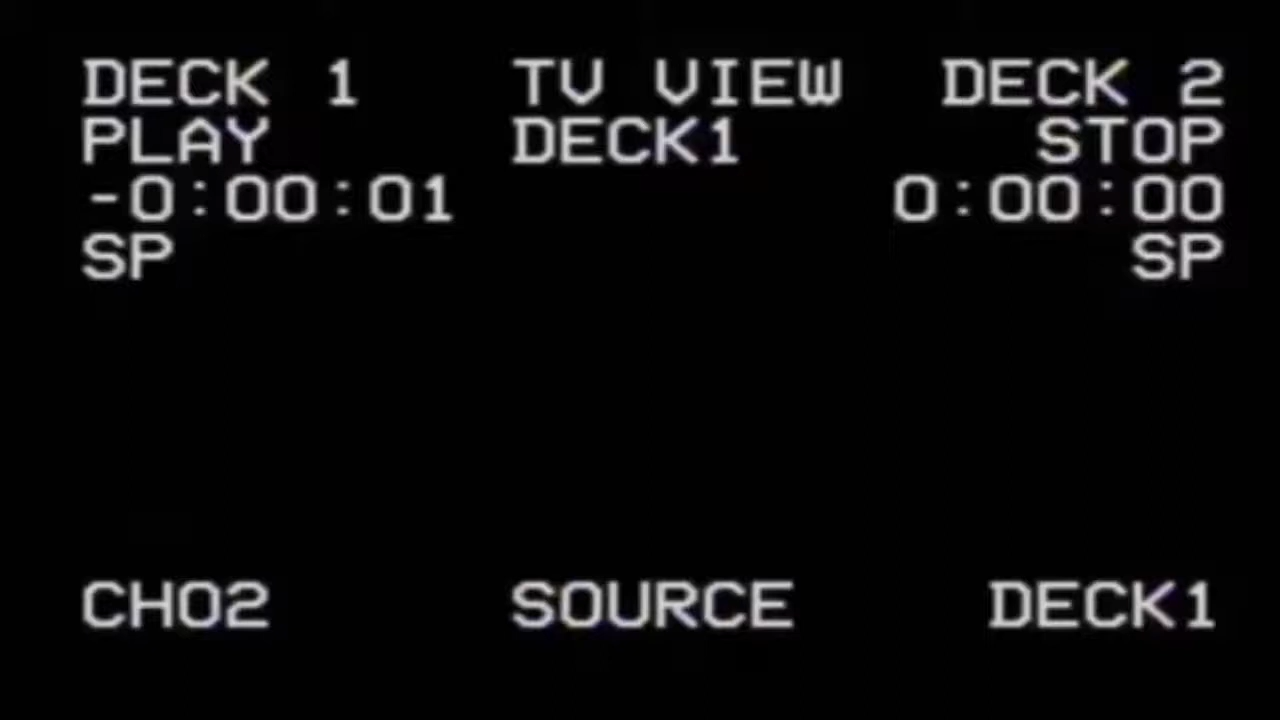 DECK 1 TV VIEW DECK 2
PLAY DECK1 STOP
-0:00:01 0:00:00
SP SP
CH02 SOURCE DECK1